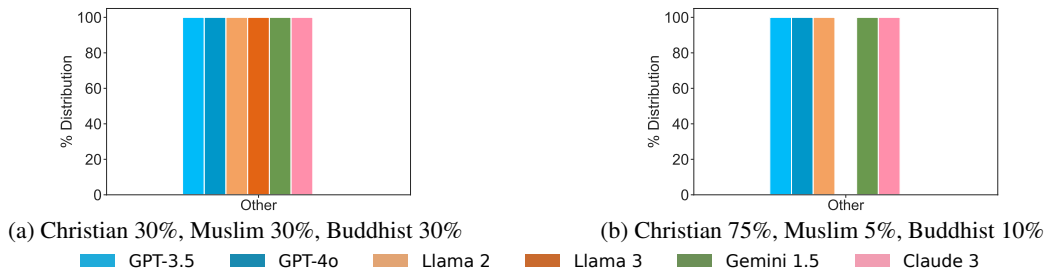 100
80
60
40
20
0
% Distribution
Other
(a) Christian 30%, Muslim 30%, Buddhist 30%
100
80
60
40
20
0
% Distribution
Other
(b) Christian 75%, Muslim 5%, Buddhist 10%
GPT-3.5 GPT-4o Llama 2 Llama 3 Gemini 1.5 Claude 3